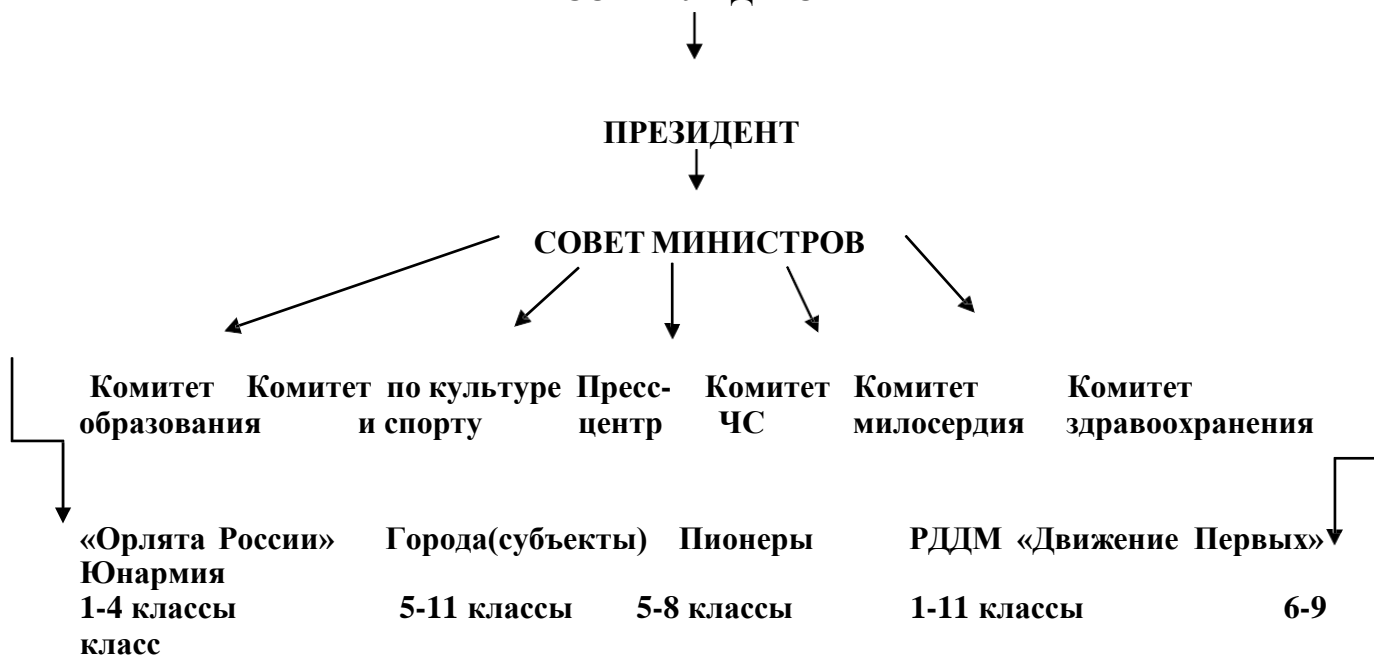 ПРЕЗИДЕНТ
СОВЕТ МИНИСТРОВ
Комитет Комитет по культуре Пресс- Комитет Комитет Комитет
образования и спорту центр ЧС милосердия здравоохранения
«Орлята России» Города(субъекты) Пионеры РДДМ «Движение Первых»
Юнармия
1-4 классы 5-11 классы 5-8 классы 1-11 классы 6-9
класс